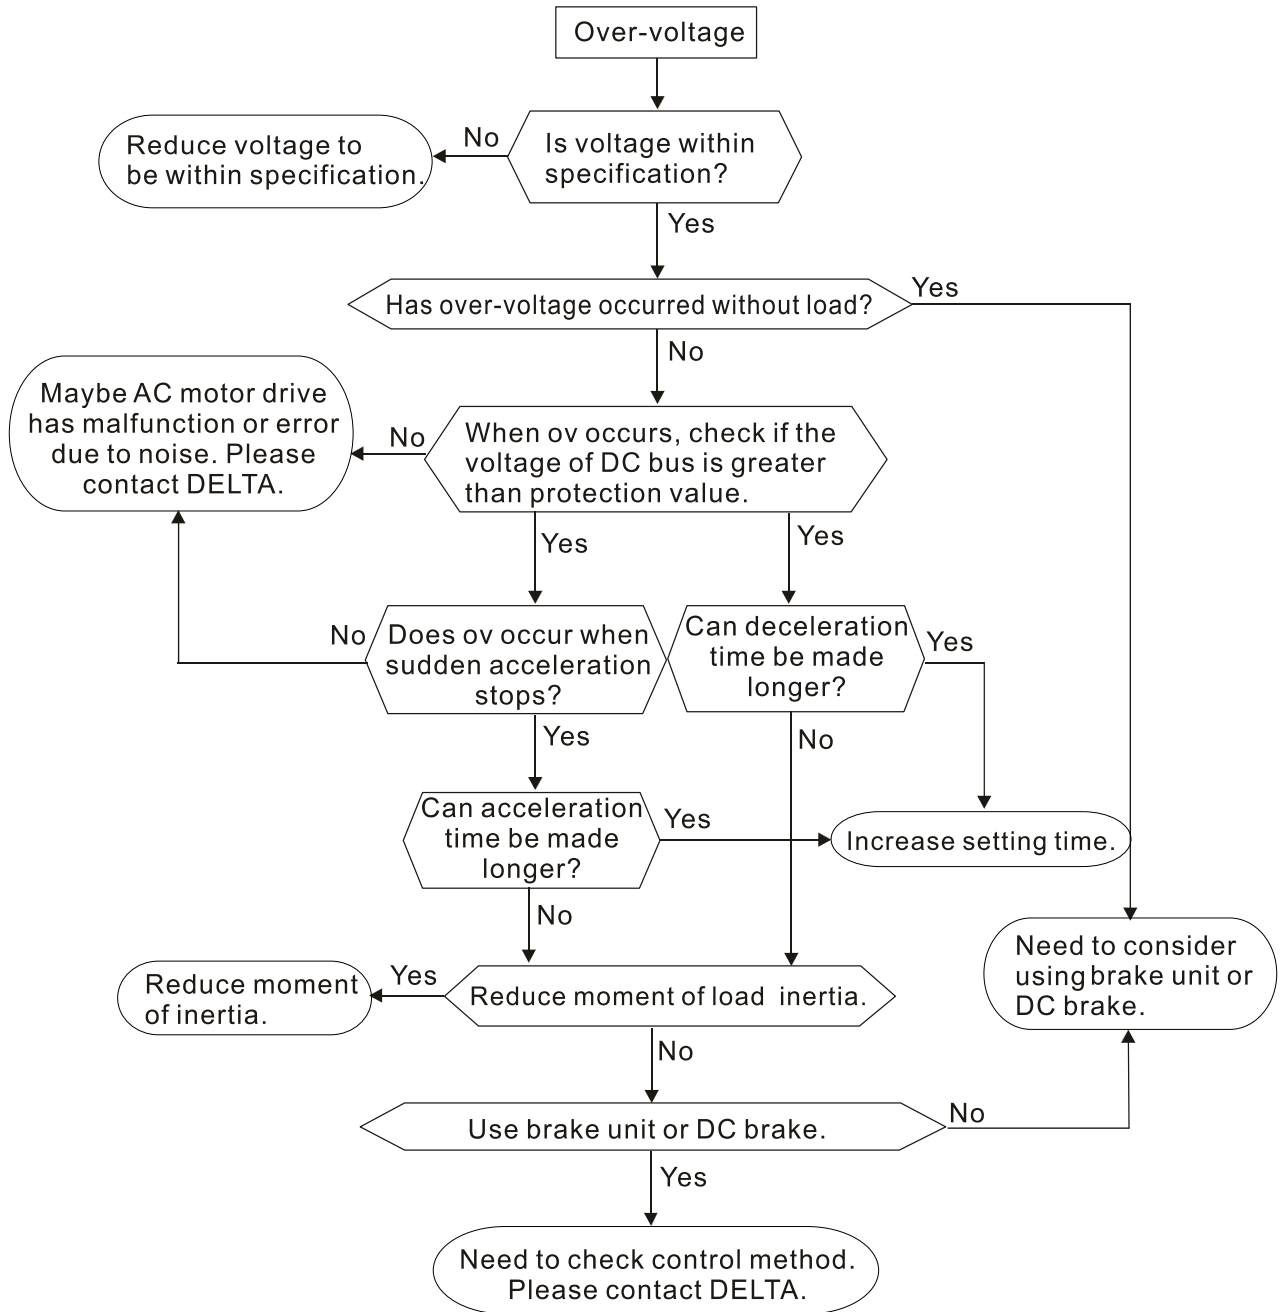 Over-voltage
No
Is voltage within
specification?
Reduce voltage to
be within specification.
Yes
Has over-voltage occurred without load?
Yes
No
Maybe AC motor drive
has malfunction or error
due to noise. Please
contact DELTA.
No
When ov occurs, check if the
voltage of DC bus is greater
than protection value.
Yes
Yes
No
Does ov occur when
sudden acceleration
stops?
Can deceleration
time be made
longer?
Yes
Yes
No
Can acceleration
time be made
longer?
Yes
Increase setting time.
No
Need to consider
using brake unit or
DC brake.
Reduce moment
of inertia.
Yes
Reduce moment of load inertia.
No
Use brake unit or DC brake.
No
Yes
Need to check control method.
Please contact DELTA.